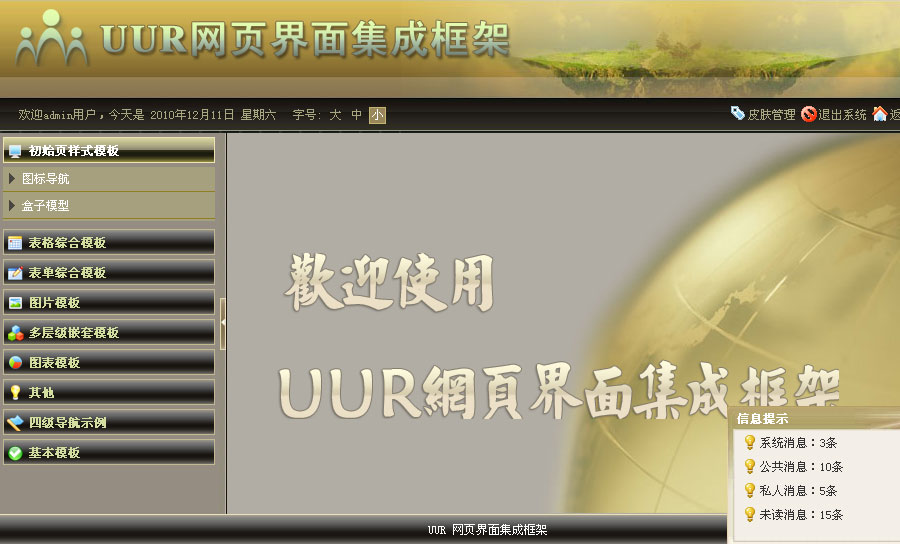 UUR网页界面集成框架
欢迎admin用户，今天是 2010年12月11日 星期六 字号: 大 中 小
皮肤管理 退出系统 返
初始页样式模板
图标导航
盒子模型
表格综合模板
表单综合模板
图片模板
多层级嵌套模板
图表模板
其他
四级导航示例
基本模板
歡迎使用
UUR網頁界面集成框架
信息提示
系统消息：3条
公共消息：10条
私人消息：5条
未读消息：15条
UUR 网页界面集成框架